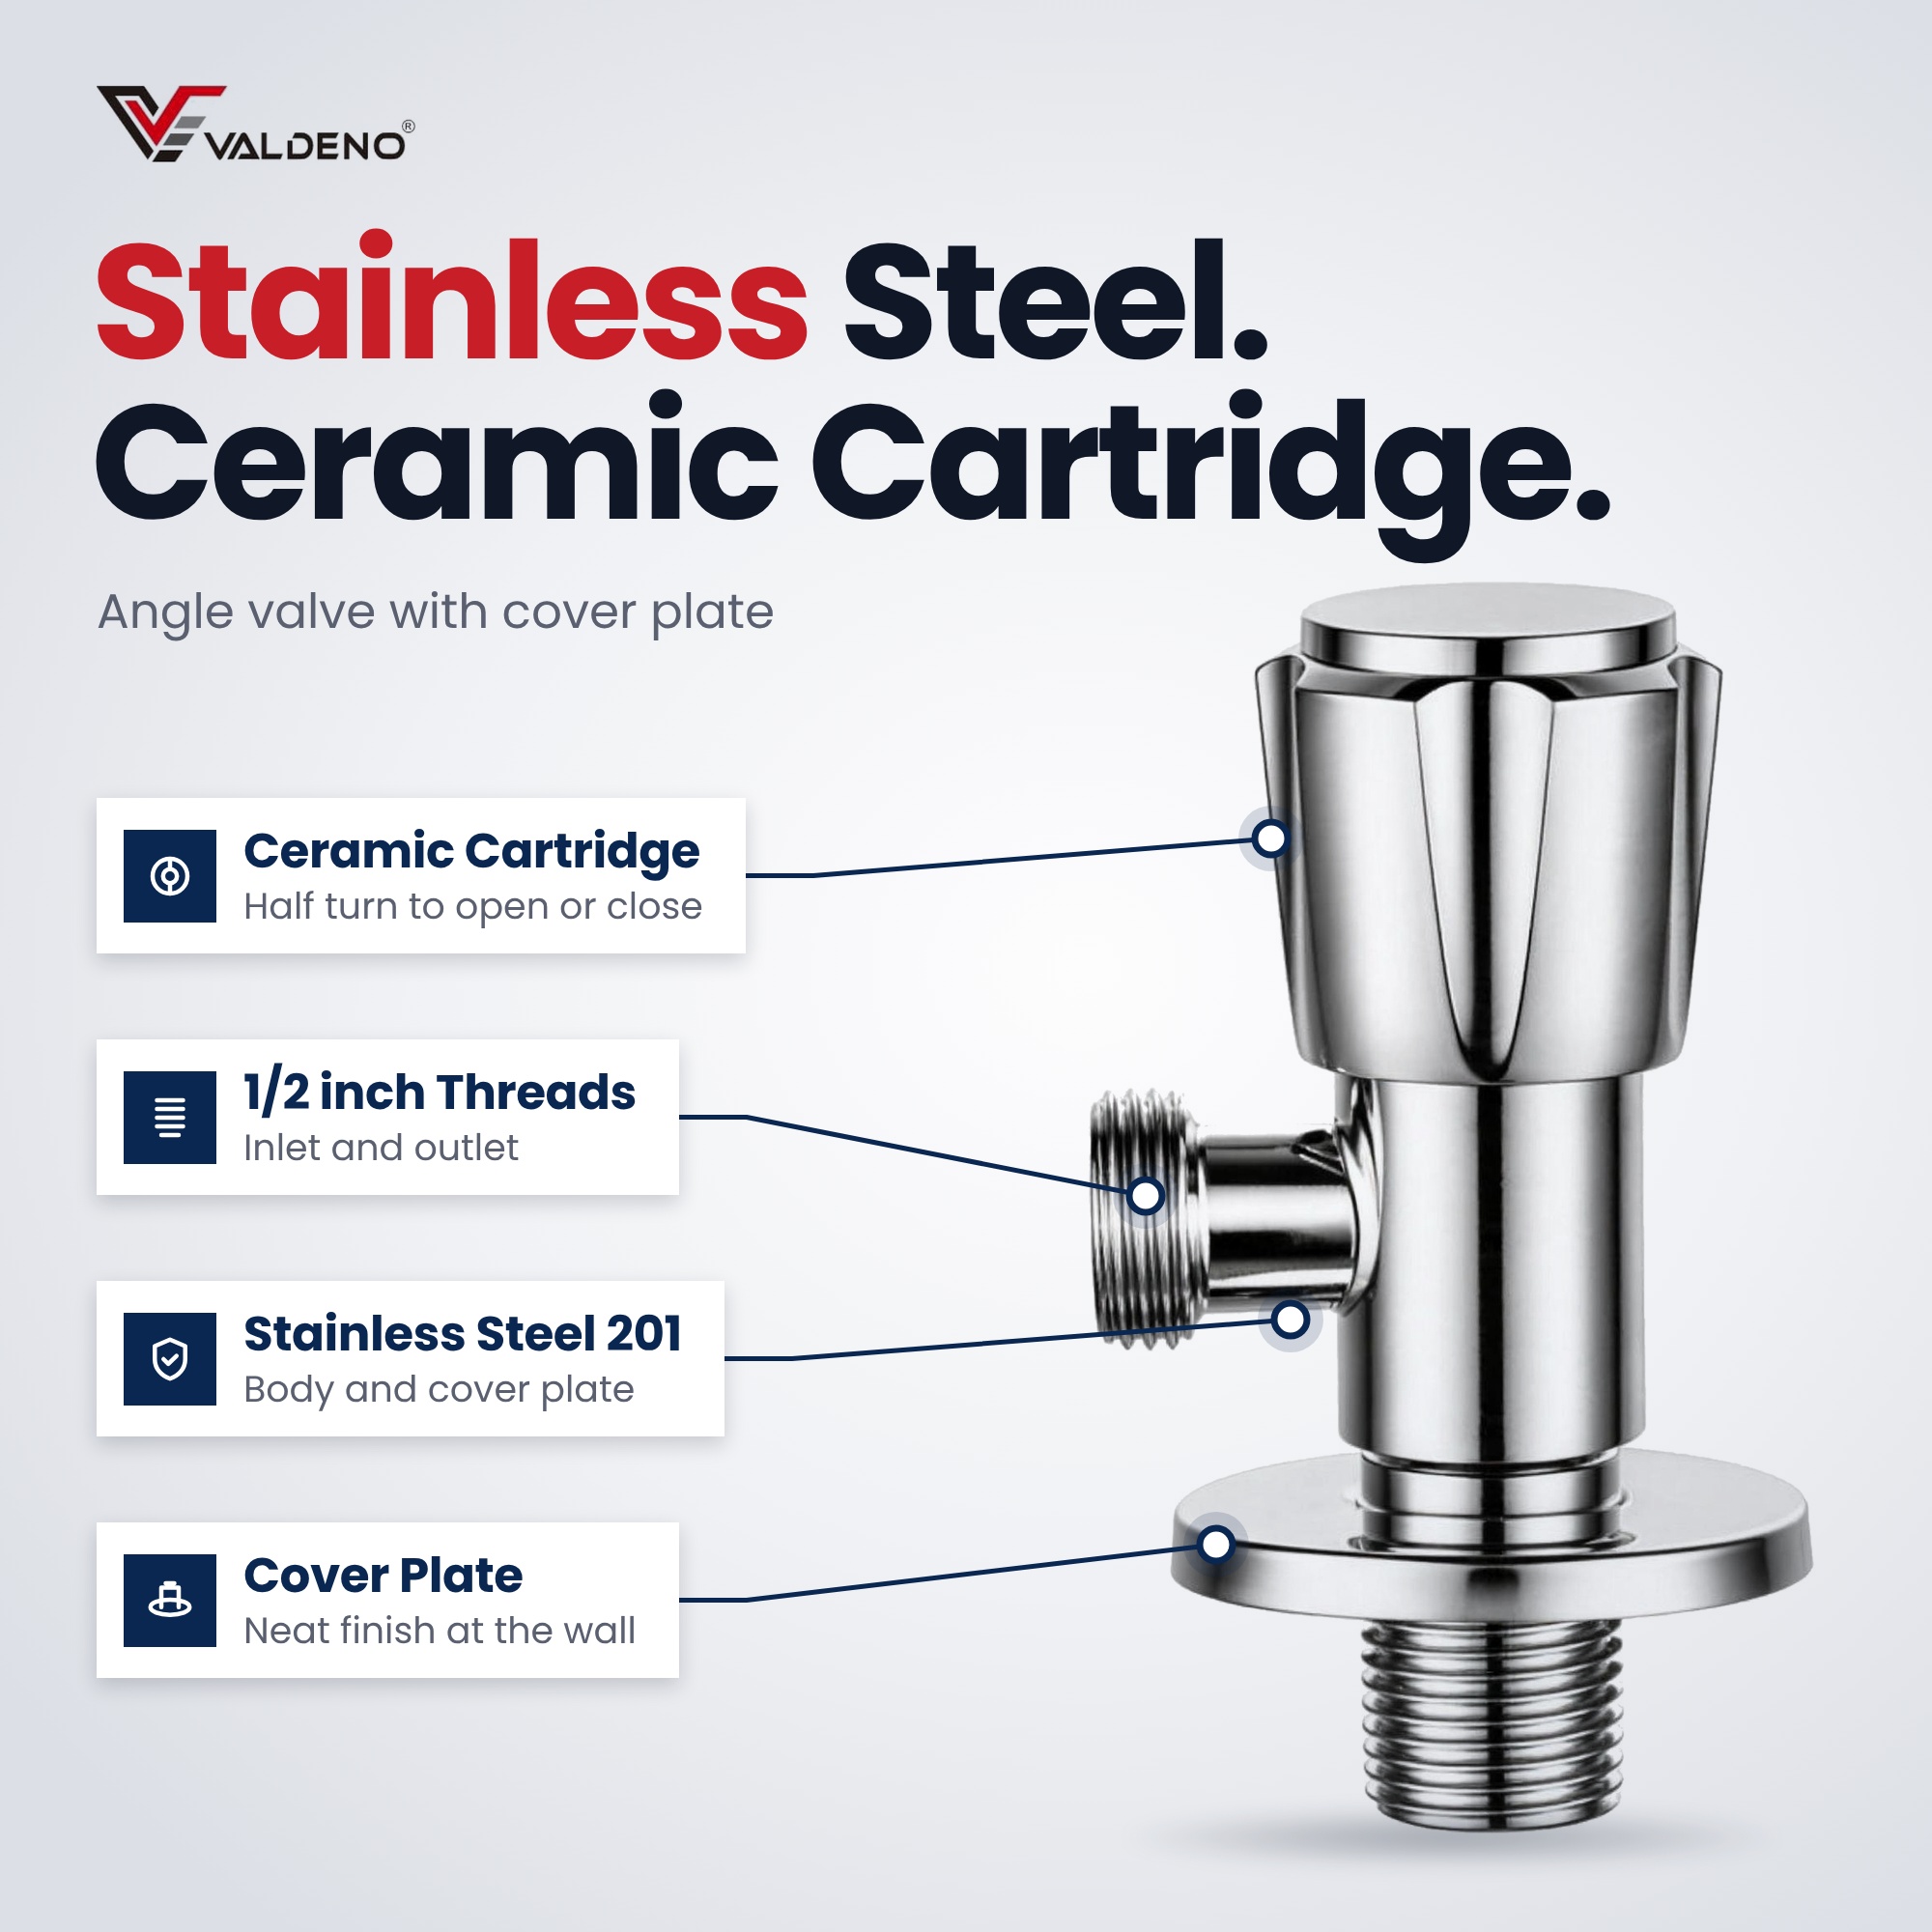 VALDENO®
Stainless Steel.
Ceramic Cartridge.
Angle valve with cover plate
Ceramic Cartridge
Half turn to open or close
1/2 inch Threads
Inlet and outlet
Stainless Steel 201
Body and cover plate
Cover Plate
Neat finish at the wall